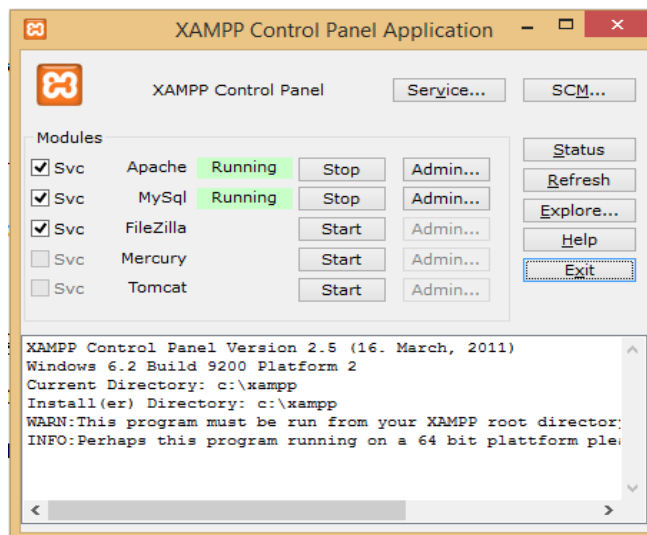 XAMPP Control Panel Application
XAMPP Control Panel Service... SCM...
Modules
Svc Apache Running Stop Admin...
Svc MySql Running Stop Admin...
Svc FileZilla Start Admin...
Svc Mercury Start Admin...
Svc Tomcat Start Admin...
Status
Refresh
Explore...
Help
Exit
XAMPP Control Panel Version 2.5 (16. March, 2011)
Windows 6.2 Build 9200 Platform 2
Current Directory: c:\xampp
Install(er) Directory: c:\xampp
WARN:This program must be run from your XAMPP root director
INFO:Perhaps this program running on a 64 bit plattform